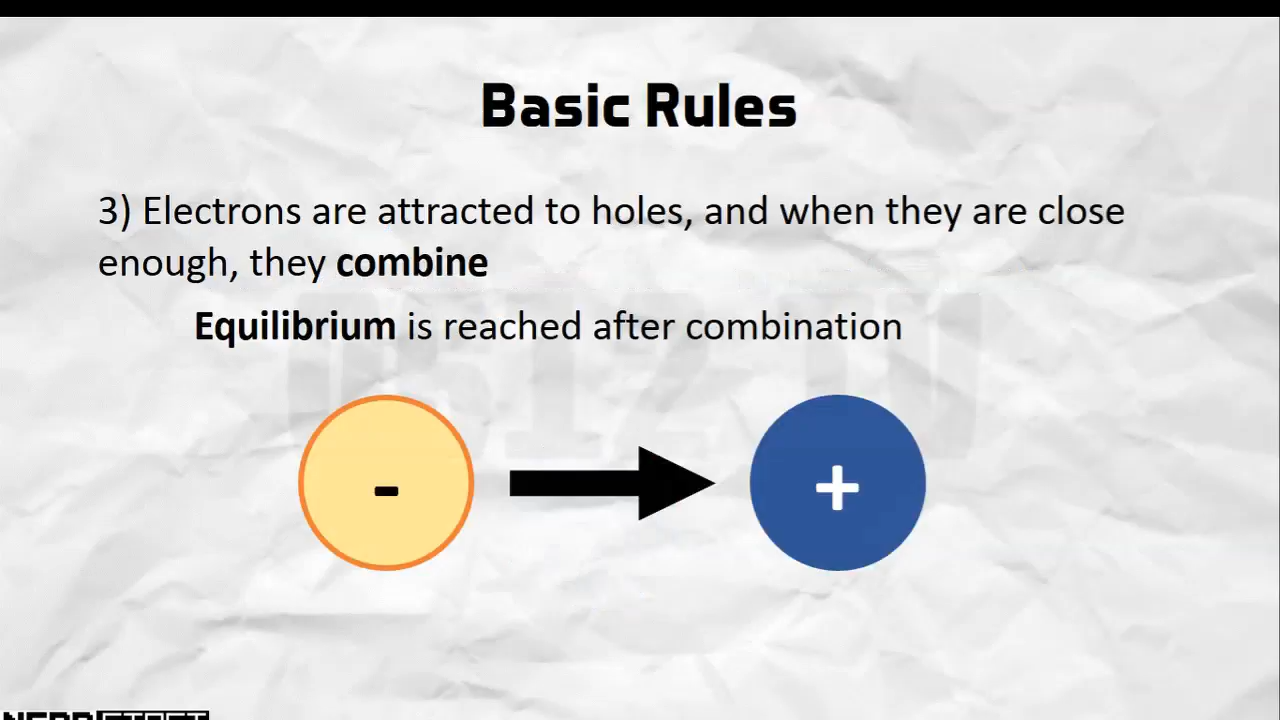 Basic Rules
3) Electrons are attracted to holes, and when they are close
enough, they combine
Equilibrium is reached after combination
- +